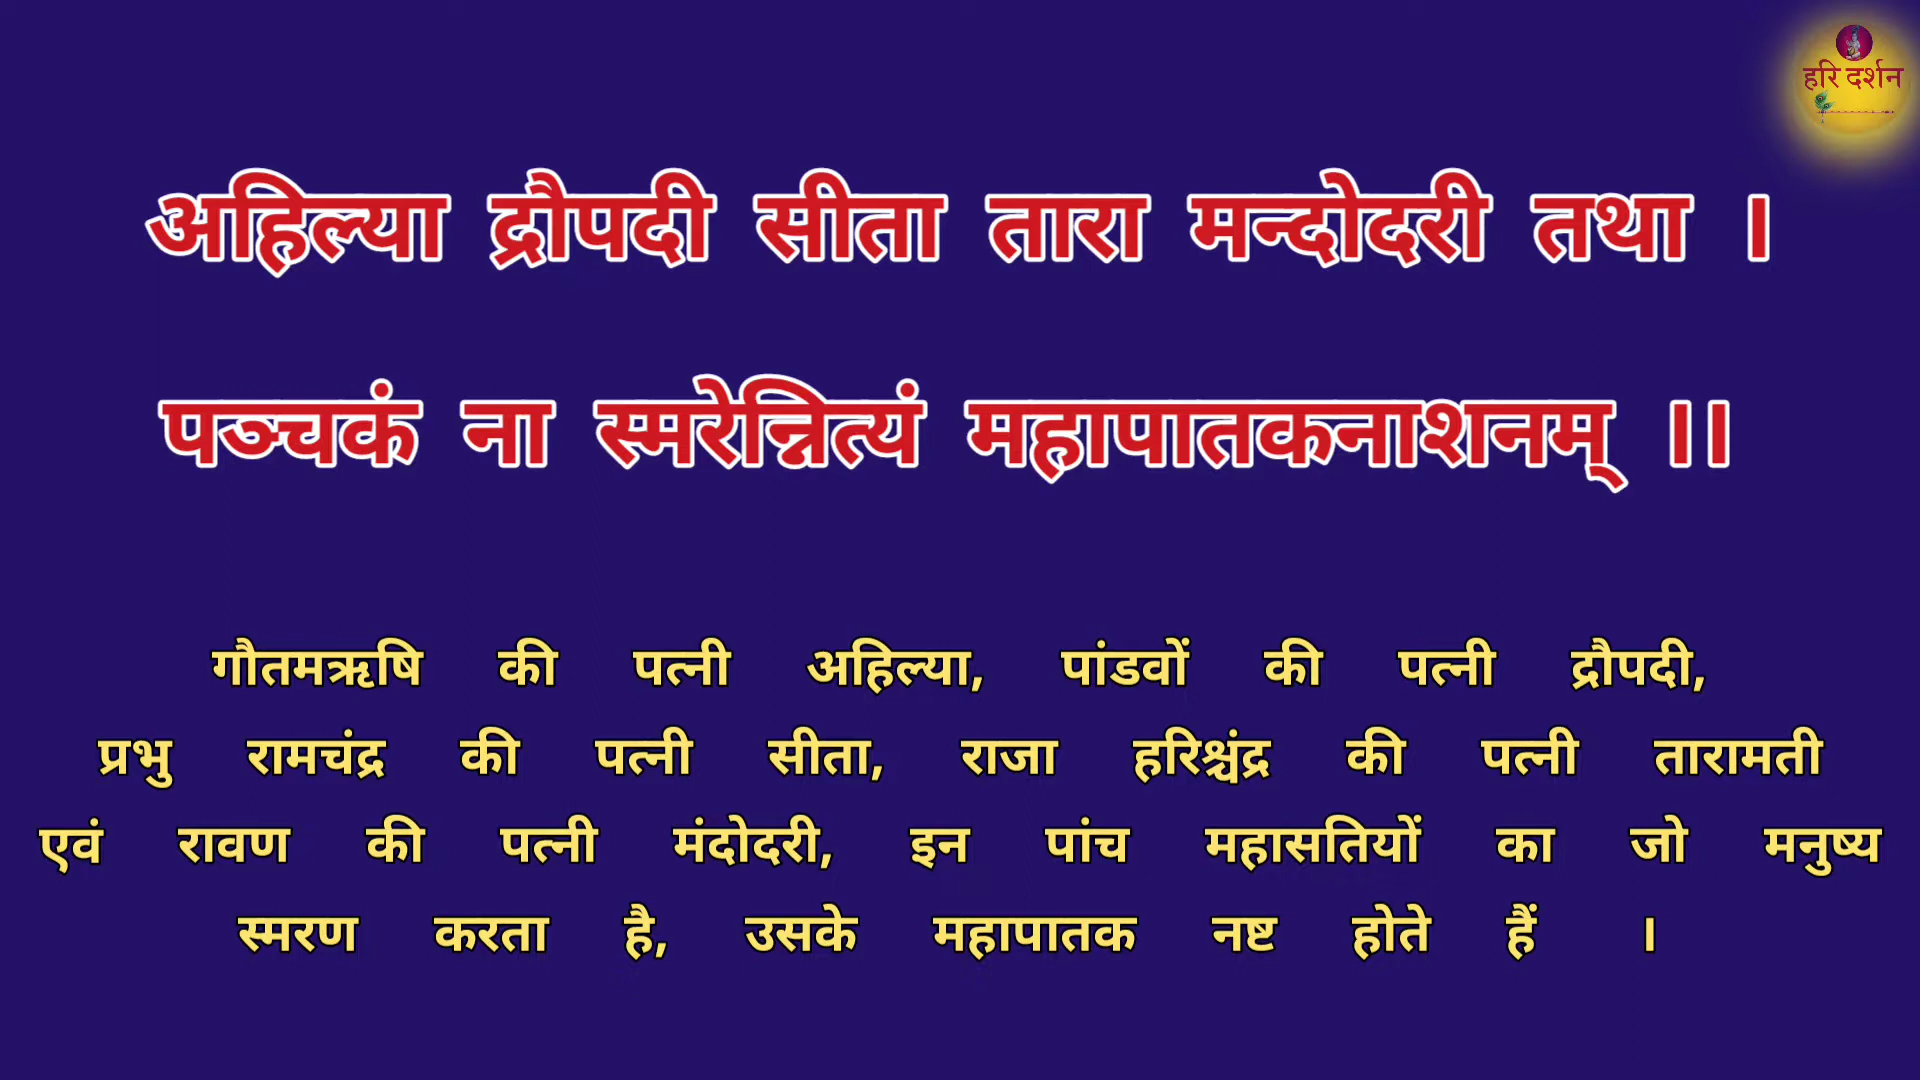 हरि दर्शन
अहिल्या द्रौपदी सीता तारा मन्दोदरी तथा ।
पञ्चकं ना स्मरेन्नित्यं महापातकनाशनम् ।।
गौतमऋषि की पत्नी अहिल्या, पांडवों की पत्नी द्रौपदी,
प्रभु रामचंद्र की पत्नी सीता, राजा हरिश्चंद्र की पत्नी तारामती
एवं रावण की पत्नी मंदोदरी, इन पांच महासतियों का जो मनुष्य
स्मरण करता है, उसके महापातक नष्ट होते हैं ।